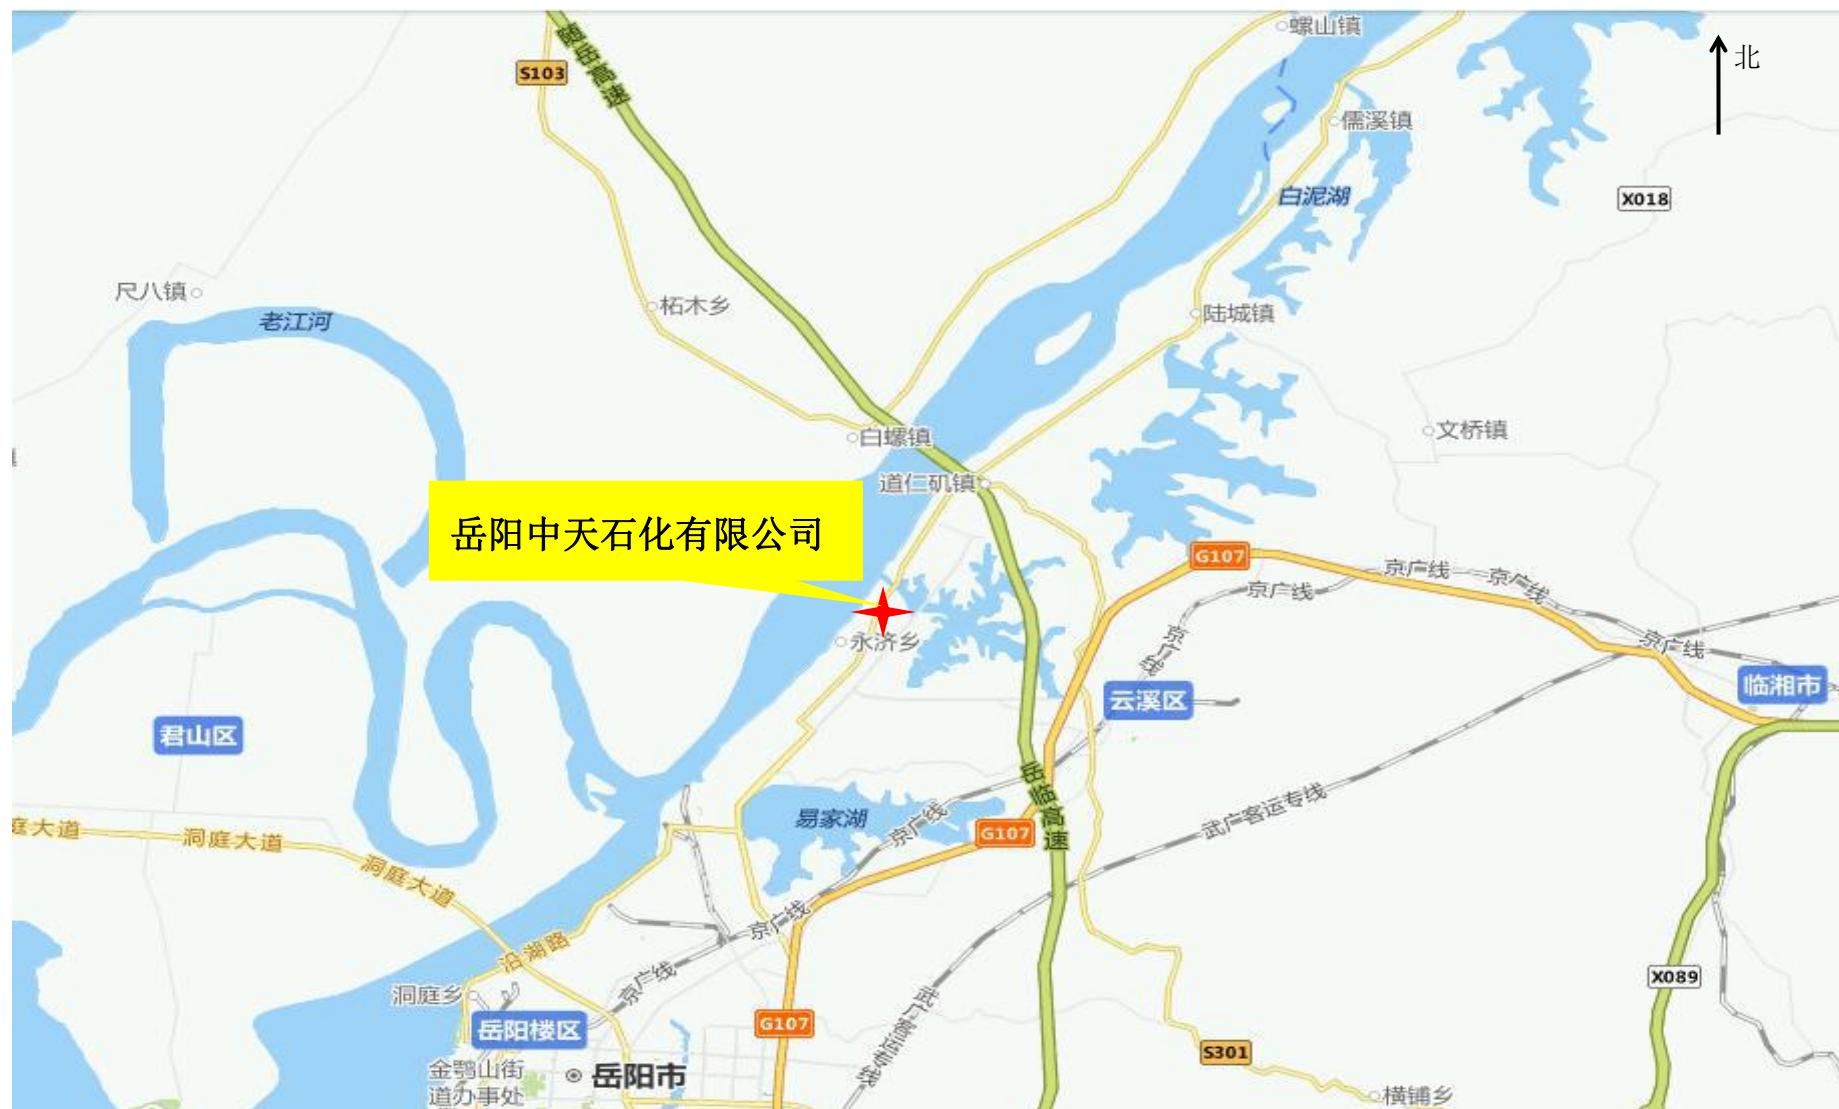 螺山镇
随岳高速
北
S103
儒溪镇
白泥湖
X018
尺八镇
柘木乡
老江河
陆城镇
文桥镇
白螺镇
道仁矶镇
岳阳中天石化有限公司
G107
京广线
京广线
京广线
京广线
京广线
永济乡
云溪区
临湘市
君山区
岳临高速
易家湖
京广线
G107
武广客运专线
庭大道
洞庭大道
洞庭大道
京广线
沿湖路
京广线
洞庭乡
武广客运专线
X089
岳阳楼区
G107
S301
金鹗山街
道办事处
岳阳市
横铺乡